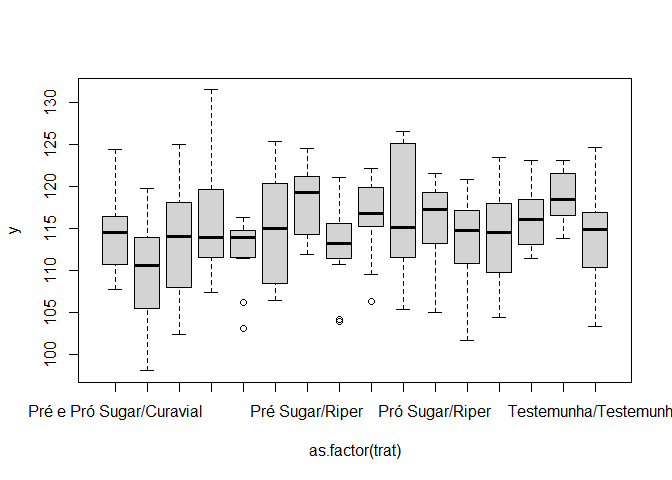 130
125
120
115
110
105
100
y
Pré e Pró Sugar/Curavial Pré Sugar/Riper Pró Sugar/Riper Testemunha/Testemunh
as.factor(trat)